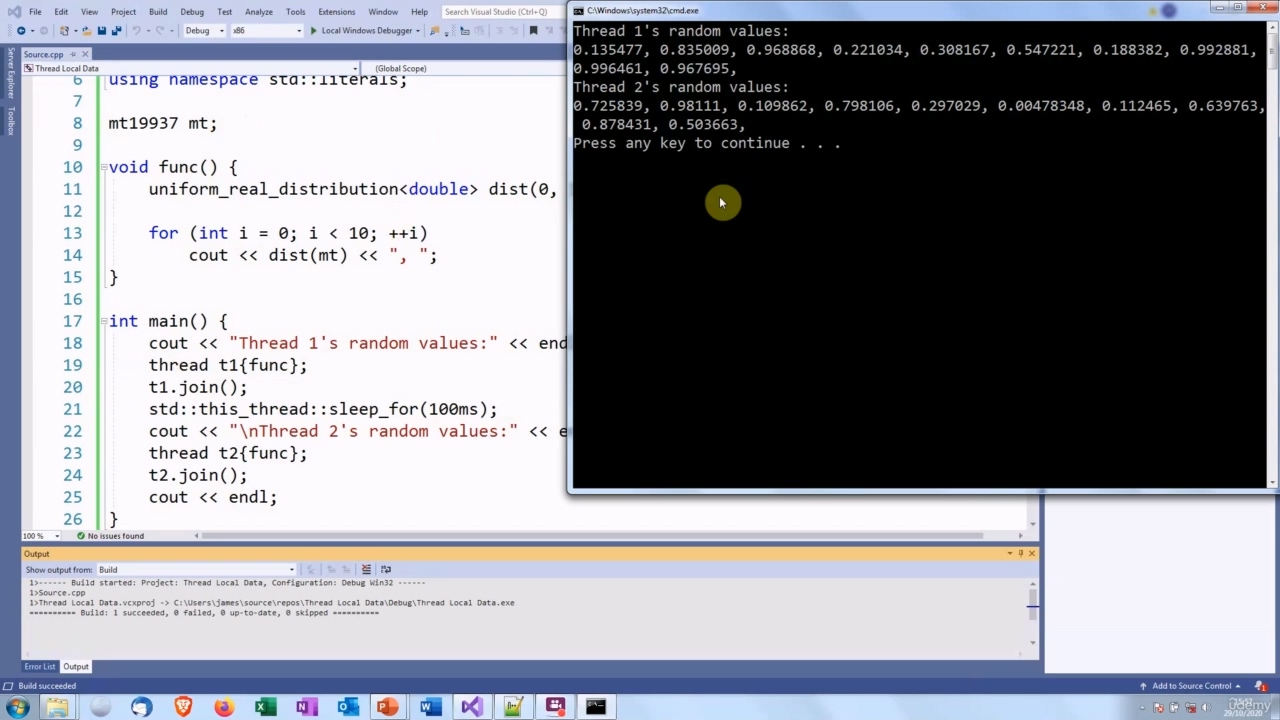 File Edit View Project Build Debug Test Analyze Tools Extensions Window Help Search Visual Studio (Ctrl+Q)
Debug x86 Local Windows Debugger
Server Explorer
Toolbox
Source.cpp
Thread Local Data (Global Scope)
6 using namespace std::literals;
7
8 mt19937 mt;
9
10 void func() {
11 uniform_real_distribution<double> dist(0,
12
13 for (int i = 0; i < 10; ++i)
14 cout << dist(mt) << ", ";
15 }
16
17 int main() {
18 cout << "Thread 1's random values:" << end
19 thread t1{func};
20 t1.join();
21 std::this_thread::sleep_for(100ms);
22 cout << "\nThread 2's random values:" << e
23 thread t2{func};
24 t2.join();
25 cout << endl;
26 }
100 % No issues found
C:\Windows\system32\cmd.exe
Thread 1's random values:
0.135477, 0.835009, 0.968868, 0.221034, 0.308167, 0.547221, 0.188382, 0.992881,
0.996461, 0.967695,
Thread 2's random values:
0.725839, 0.98111, 0.109862, 0.798106, 0.297029, 0.00478348, 0.112465, 0.639763,
0.878431, 0.503663,
Press any key to continue . . .
Output
Show output from: Build
1>------ Build started: Project: Thread Local Data, Configuration: Debug Win32 ------
1>Source.cpp
1>Thread Local Data.vcxproj -> C:\Users\james\source\repos\Thread Local Data\Debug\Thread Local Data.exe
========== Build: 1 succeeded, 0 failed, 0 up-to-date, 0 skipped ==========
Error List Output
Build succeeded Add to Source Control
udemy
29/10/2020